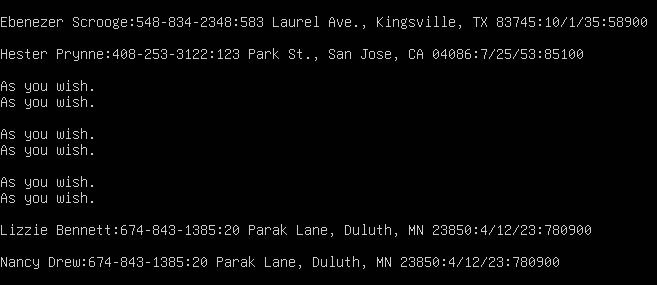 Ebenezer Scrooge:548-834-2348:583 Laurel Ave., Kingsville, TX 83745:10/1/35:58900
Hester Prynne:408-253-3122:123 Park St., San Jose, CA 04086:7/25/53:85100
As you wish.
As you wish.
As you wish.
As you wish.
As you wish.
As you wish.
Lizzie Bennett:674-843-1385:20 Parak Lane, Duluth, MN 23850:4/12/23:780900
Nancy Drew:674-843-1385:20 Parak Lane, Duluth, MN 23850:4/12/23:780900